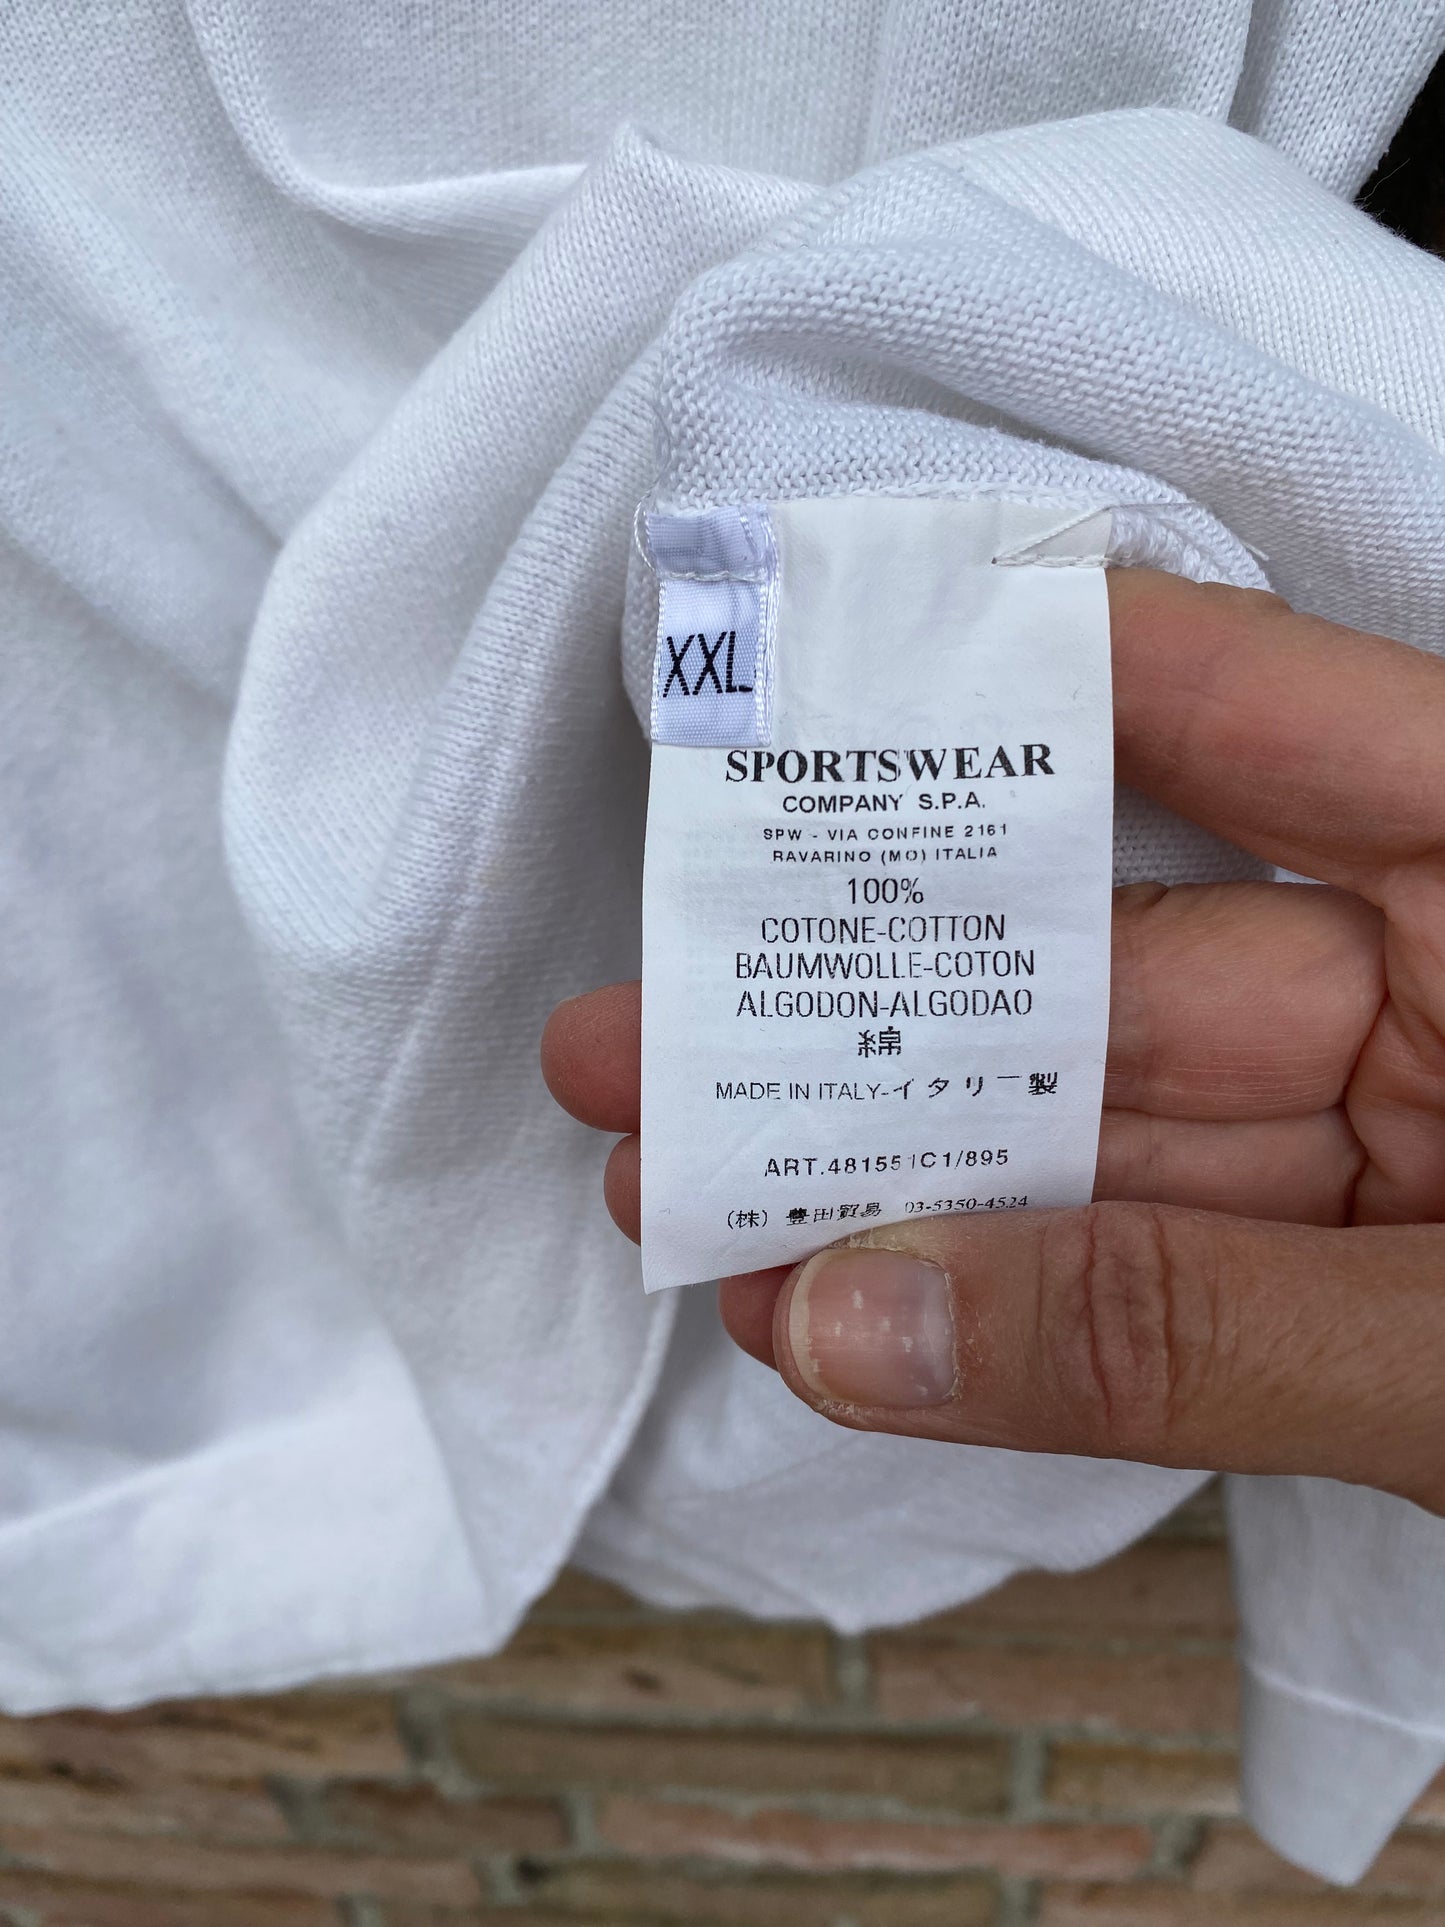 XXL
SPORTSWEAR
COMPANY S.P.A.
SPW - VIA CONFINE 2161
RAVARINO (MO) ITALIA
100%
COTONE-COTTON
BAUMWOLLE-COTON
ALGODON-ALGODAO
綿
MADE IN ITALY-イタリー製
ART.481551C1/895
(株) 豊田貿易 03-5350-4524